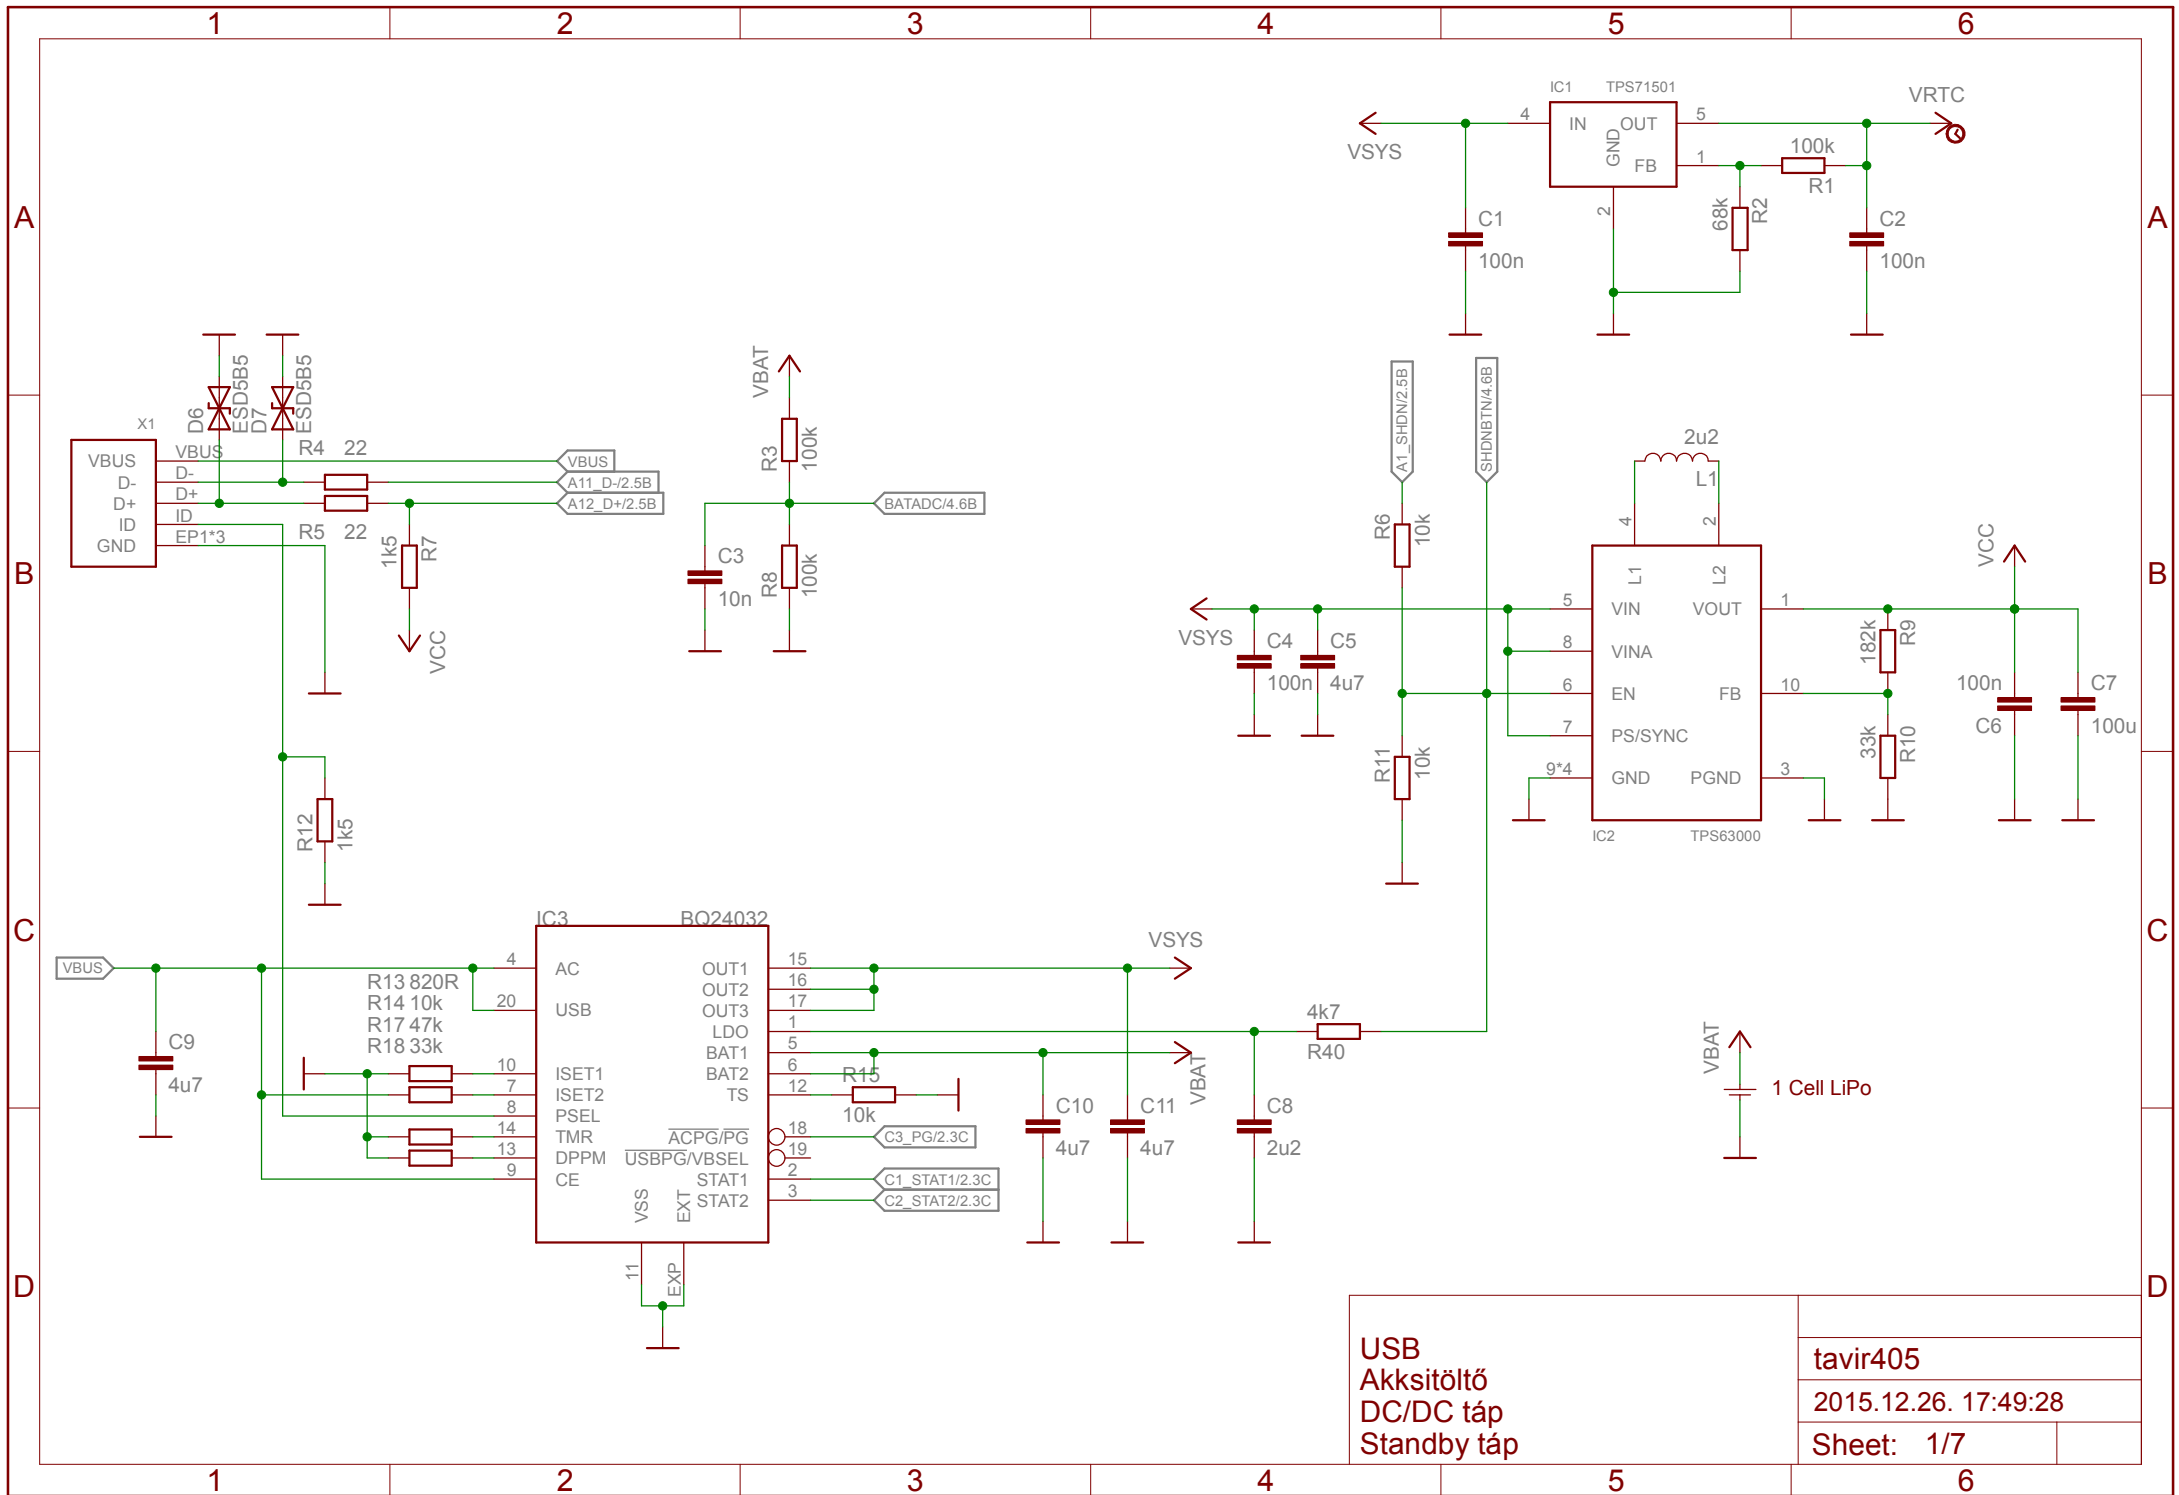 1 2 3 4 5 6
A A
B B
C C
D D
1 2 3 4 5 6
IC1 TPS71501
VSYS
4 IN OUT 5
GND FB 1
2
VRTC
100k
R1
68k
R2
C1
100n
C2
100n
D6
ESD5B5
D7
ESD5B5
X1
VBUS VBUS
D- D-
D+ D+
ID ID
GND EP1*3
R4 22
R5 22
VBUS
A11_D-/2.5B
A12_D+/2.5B
1k5
R7
VCC
R12
1k5
VBAT
R3
100k
BATADC/4.6B
C3
10n
R8
100k
A1_SHDN/2.5B
SHDNBTN/4.6B
R6
10k
R11
10k
VSYS
C4
100n
C5
4u7
2u2
L1
4 2
L1 L2
5 VIN VOUT 1
8 VINA
6 EN FB 10
7 PS/SYNC
9*4 GND PGND 3
IC2 TPS63000
182k
R9
33k
R10
VCC
100n
C6
C7
100u
VBUS
C9
4u7
R13 820R
R14 10k
R17 47k
R18 33k
IC3 BQ24032
4 AC OUT1 15
OUT2 16
20 USB OUT3 17
LDO 1
BAT1 5
10 ISET1 BAT2 6
7 ISET2 TS 12
8 PSEL
14 TMR ACPG/PG 18
13 DPPM USBPG/VBSEL 19
9 CE STAT1 2
STAT2 3
VSS EXT
11 EXP
R15
10k
C3_PG/2.3C
C1_STAT1/2.3C
C2_STAT2/2.3C
VSYS
VBAT
C10
4u7
C11
4u7
C8
2u2
4k7
R40
VBAT
1 Cell LiPo
USB
Akksitöltő
DC/DC táp
Standby táp
tavir405
2015.12.26. 17:49:28
Sheet: 1/7